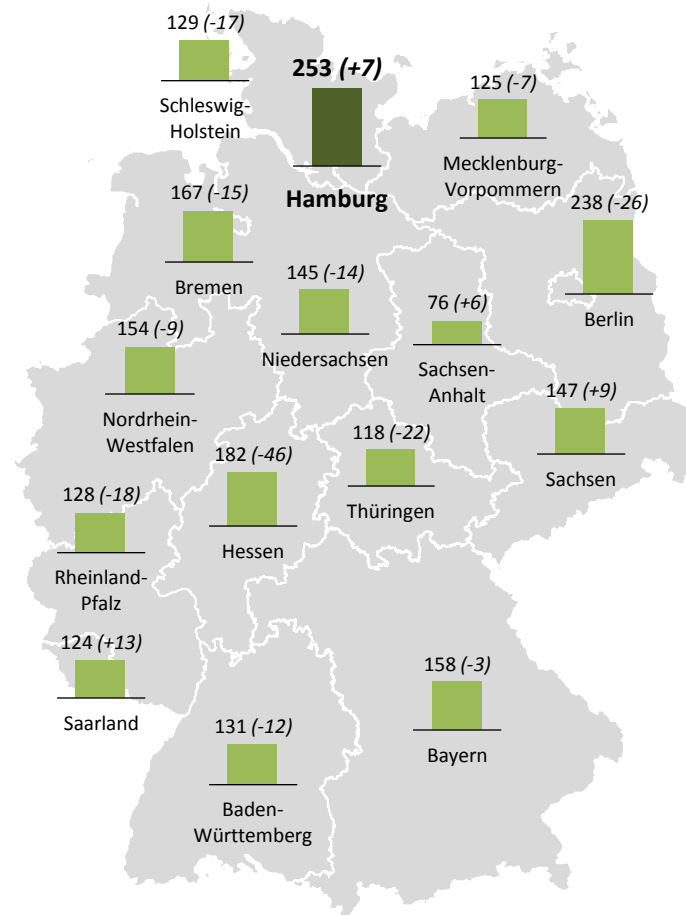 129 (-17)
Schleswig-
Holstein
253 (+7)
Hamburg
125 (-7)
Mecklenburg-
Vorpommern
167 (-15)
Bremen
238 (-26)
Berlin
145 (-14)
Niedersachsen
76 (+6)
Sachsen-
Anhalt
154 (-9)
Nordrhein-
Westfalen
147 (+9)
Sachsen
182 (-46)
Hessen
118 (-22)
Thüringen
128 (-18)
Rheinland-
Pfalz
124 (+13)
Saarland
158 (-3)
Bayern
131 (-12)
Baden-
Württemberg